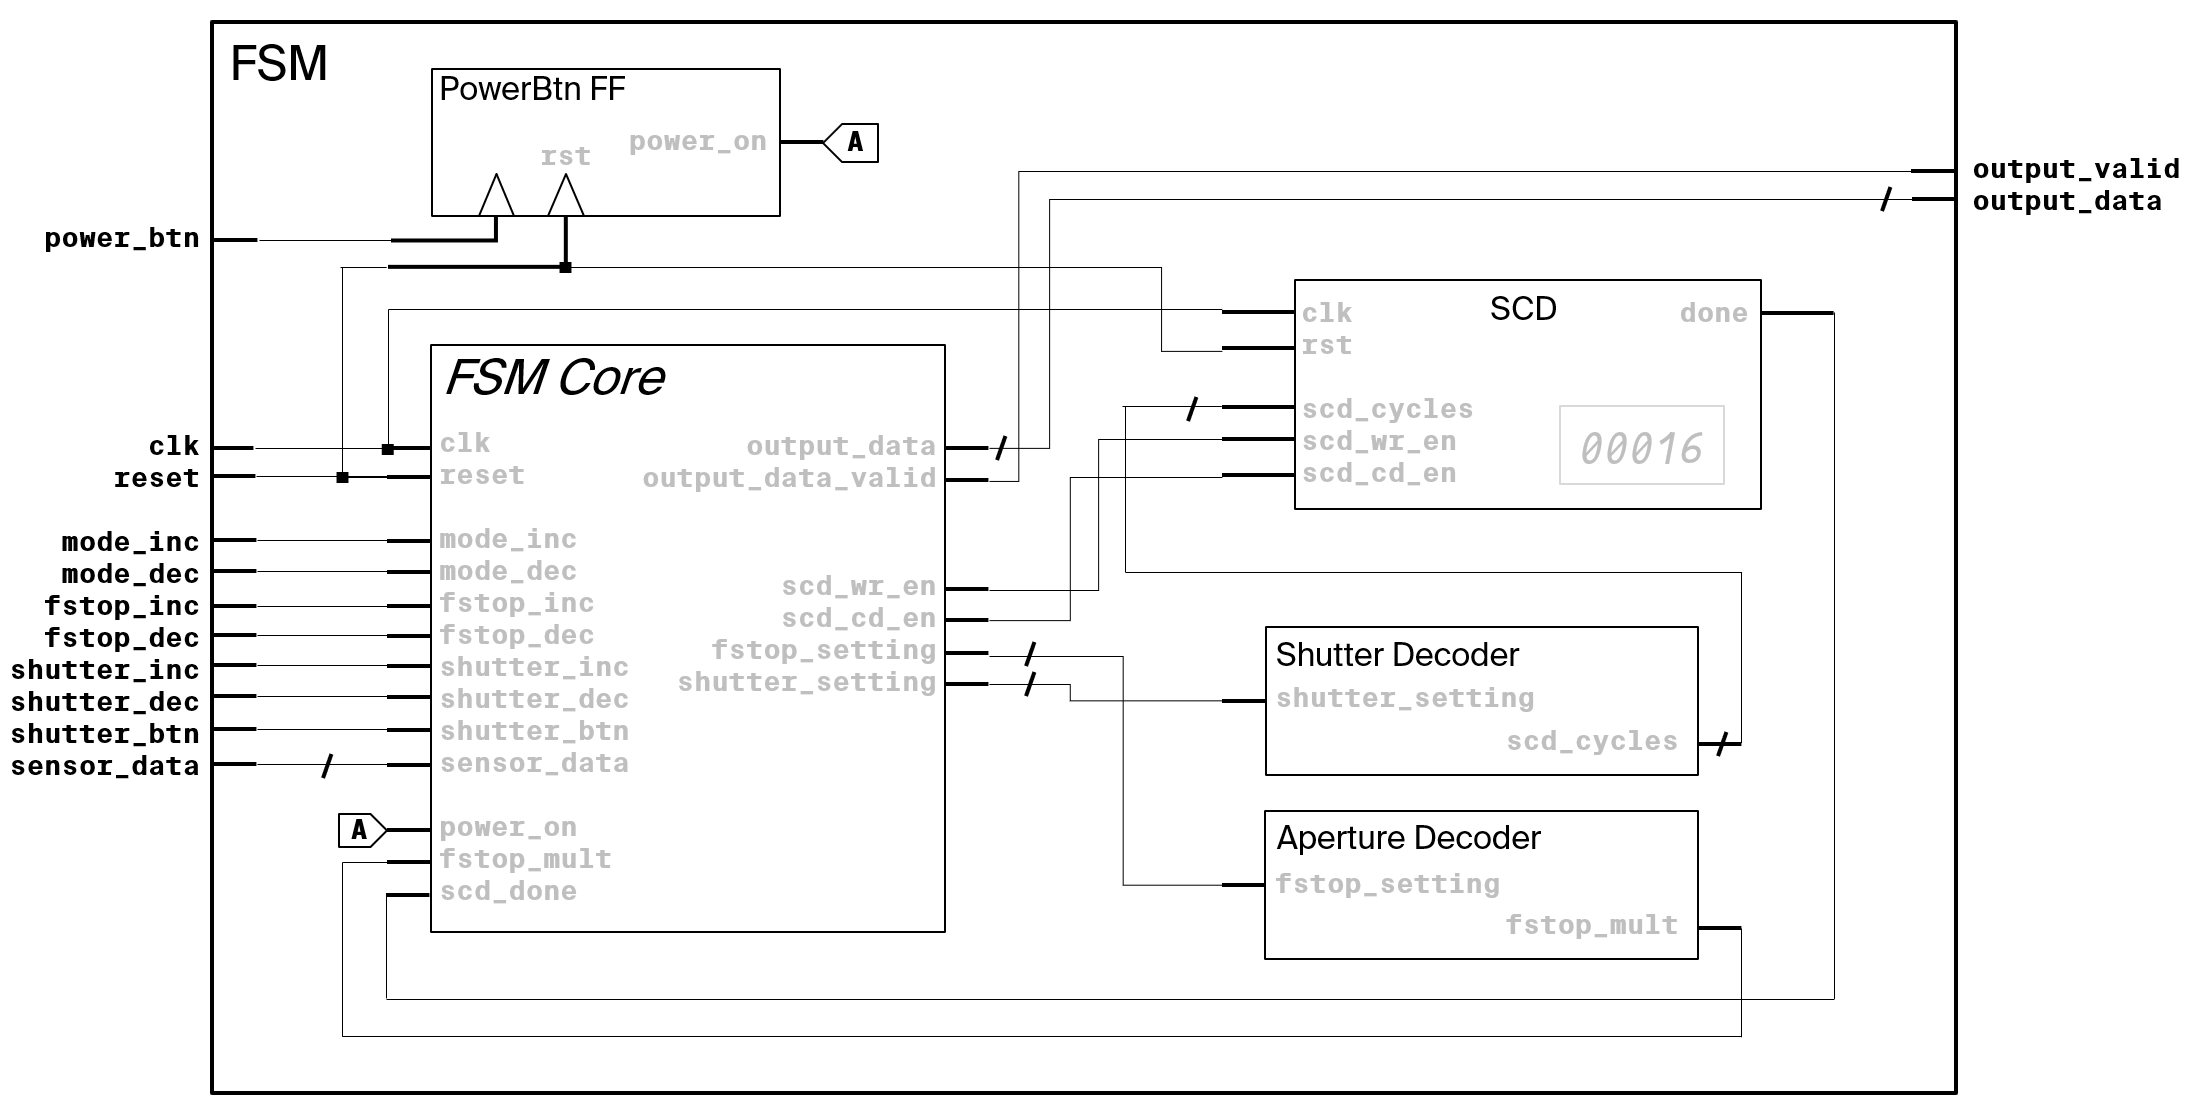 FSM
PowerBtn FF
rst
power_on
A
power_btn
output_valid
output_data
SCD
clk
done
rst
scd_cycles
scd_wr_en
scd_cd_en
00016
FSM Core
clk
reset
clk
reset
output_data
output_data_valid
mode_inc
mode_dec
fstop_inc
fstop_dec
shutter_inc
shutter_dec
shutter_btn
sensor_data
mode_inc
mode_dec
fstop_inc
fstop_dec
shutter_inc
shutter_dec
shutter_btn
sensor_data
scd_wr_en
scd_cd_en
fstop_setting
shutter_setting
A
power_on
fstop_mult
scd_done
Shutter Decoder
shutter_setting
scd_cycles
Aperture Decoder
fstop_setting
fstop_mult